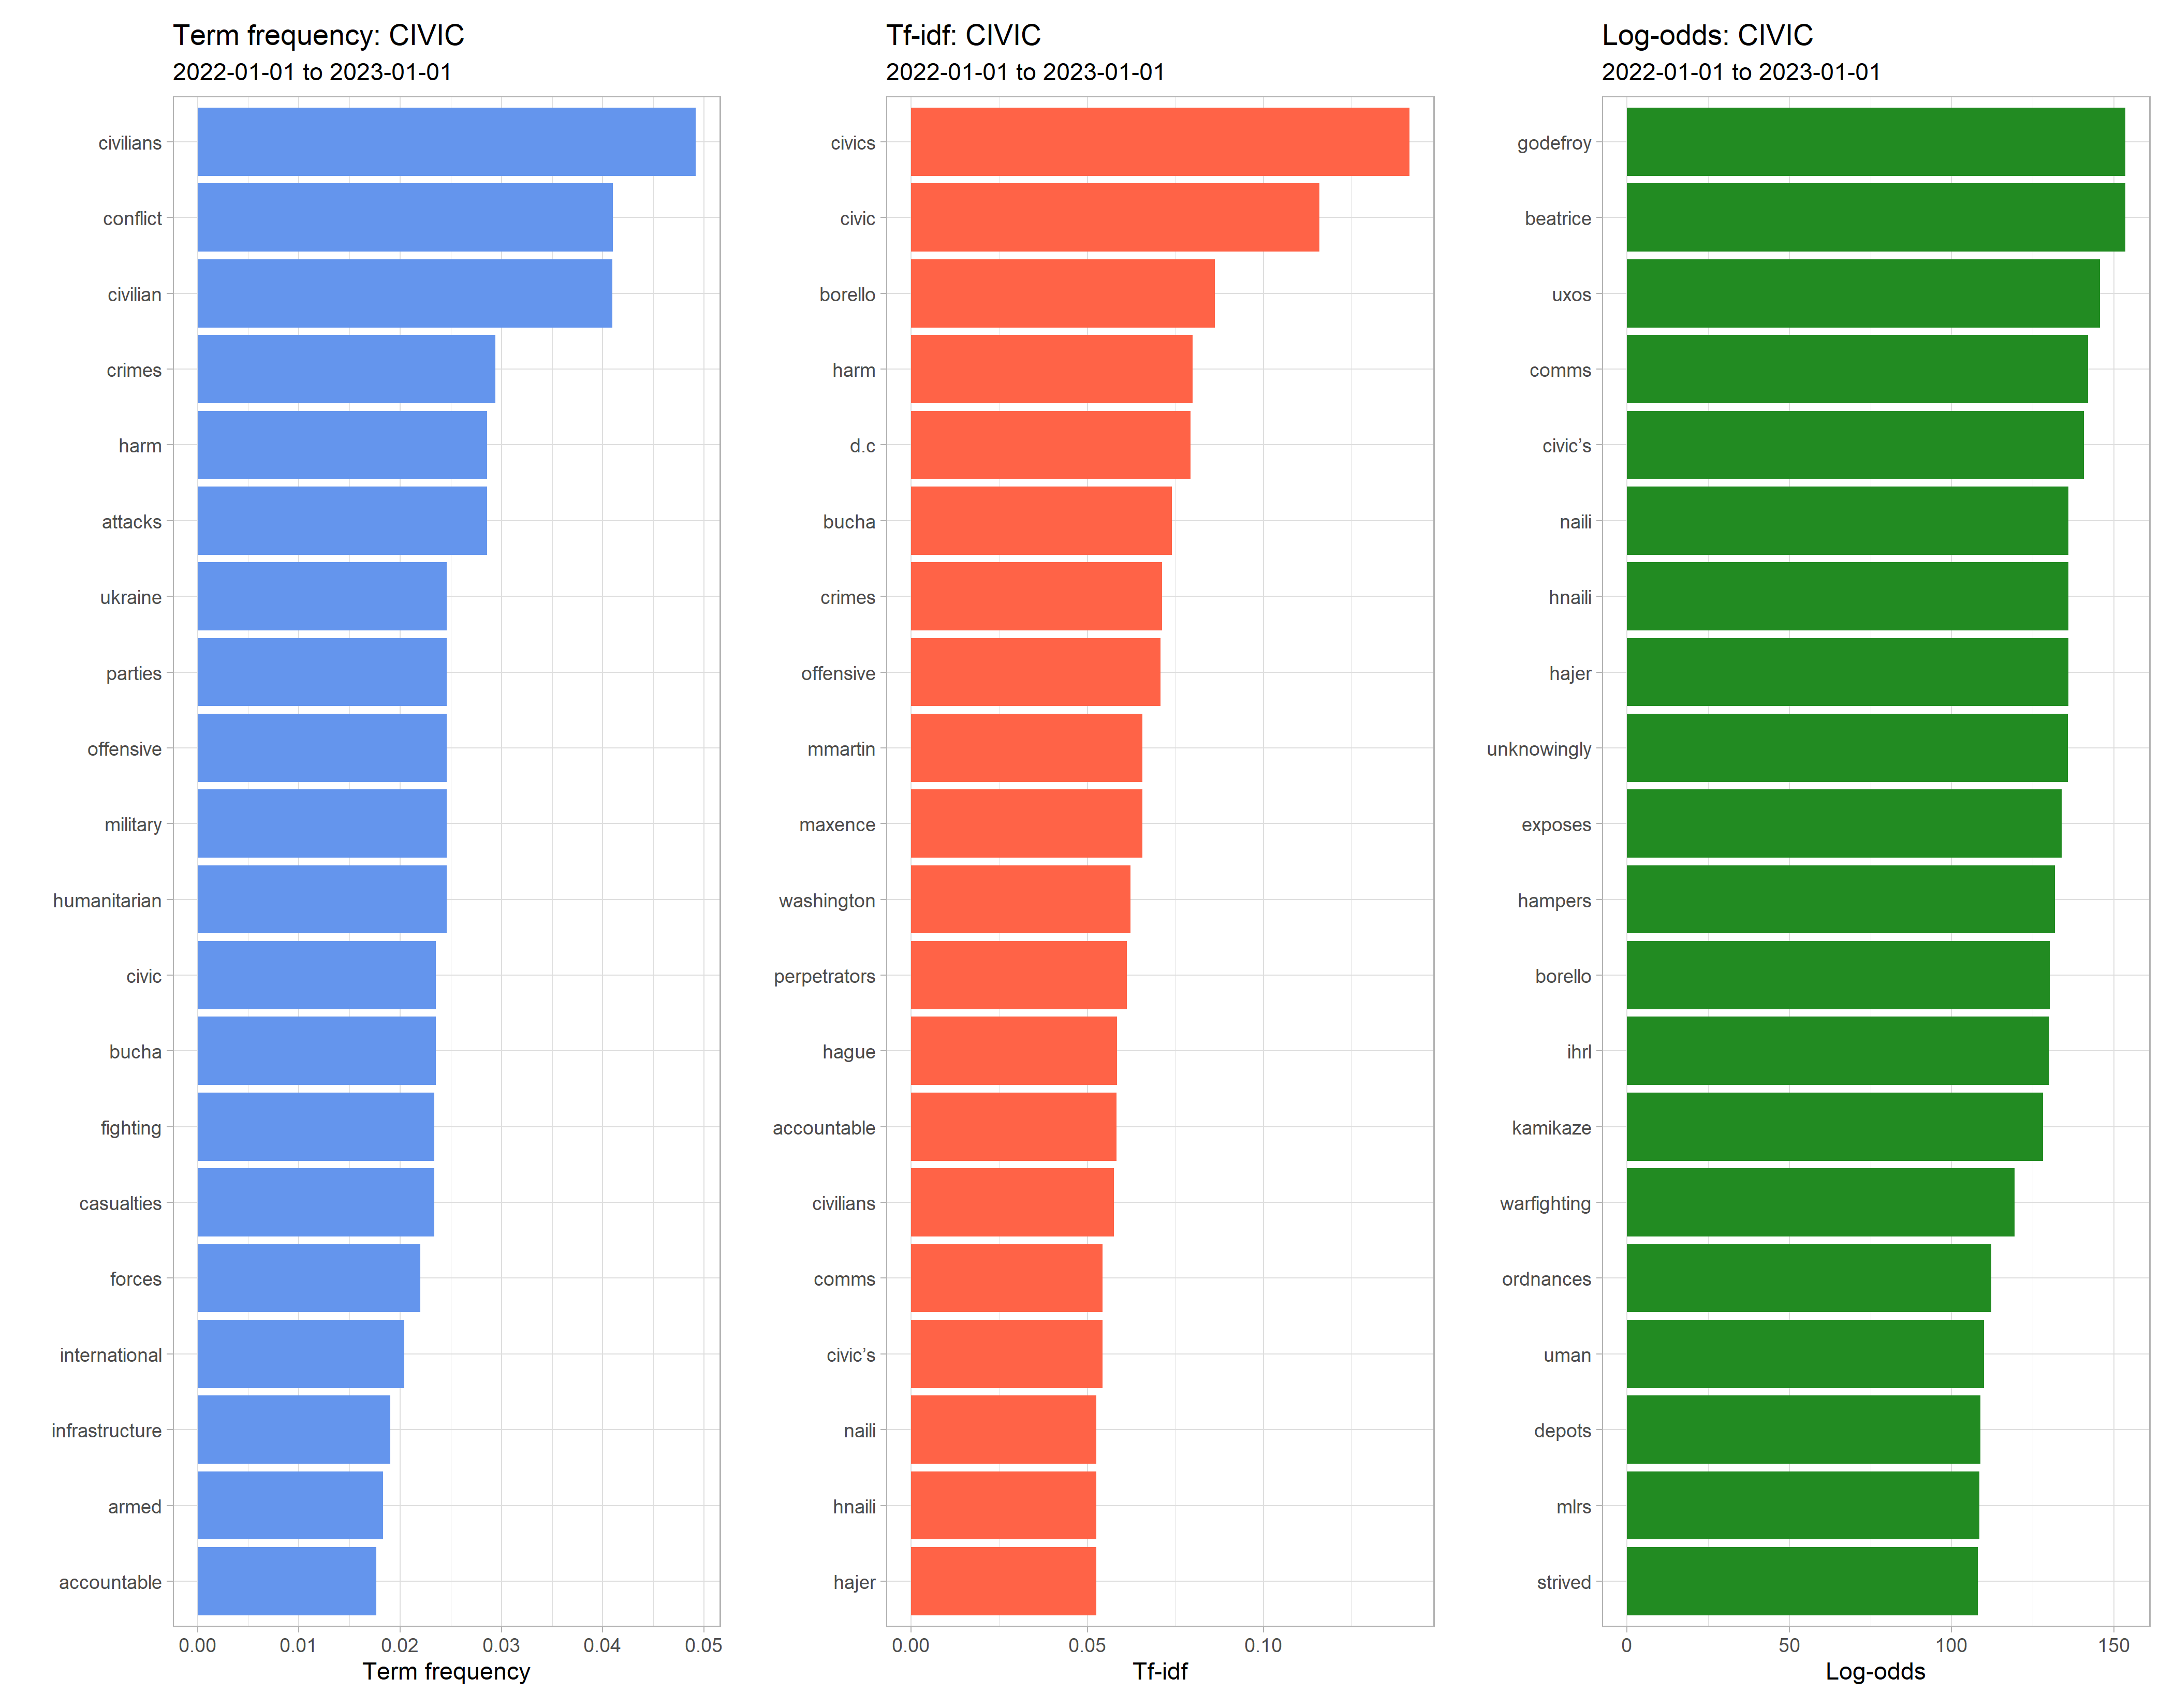 Term frequency: CIVIC
2022-01-01 to 2023-01-01
civilians
conflict
civilian
crimes
harm
attacks
ukraine
parties
offensive
military
humanitarian
civic
bucha
fighting
casualties
forces
international
infrastructure
armed
accountable
0.00 0.01 0.02 0.03 0.04 0.05
Term frequency
Tf-idf: CIVIC
2022-01-01 to 2023-01-01
civics
civic
borello
harm
d.c
bucha
crimes
offensive
mmartin
maxence
washington
perpetrators
hague
accountable
civilians
comms
civic’s
naili
hnaili
hajer
0.00 0.05 0.10
Tf-idf
Log-odds: CIVIC
2022-01-01 to 2023-01-01
godefroy
beatrice
uxos
comms
civic’s
naili
hnaili
hajer
unknowingly
exposes
hampers
borello
ihrl
kamikaze
warfighting
ordnances
uman
depots
mlrs
strived
0 50 100 150
Log-odds